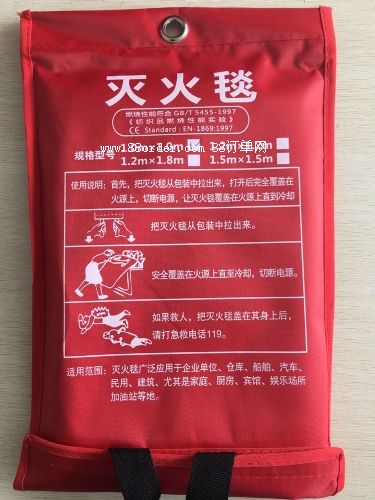 灭火毯
燃烧性能符合 GB/T 5455-1997
《纺织品燃烧性能实验》
CE Standard: EN-1869:1997
188order.com 医订单网
规格型号
1.2m×1.8m 1.5m×1.5m
使用说明：首先，把灭火毯从包装中拉出来，打开后完全覆盖在
火源上，切断电源，让灭火毯覆盖在火源上直到冷却
把灭火毯从包装中拉出来。
安全覆盖在火源上直至冷却，切断电源。
如果救人，把灭火毯盖在其身上后，
请打急救电话119。
适用范围：灭火毯广泛应用于企业单位、仓库、船舶、汽车、
民用、建筑、尤其是家庭、厨房、宾馆、娱乐场所
加油站等地。